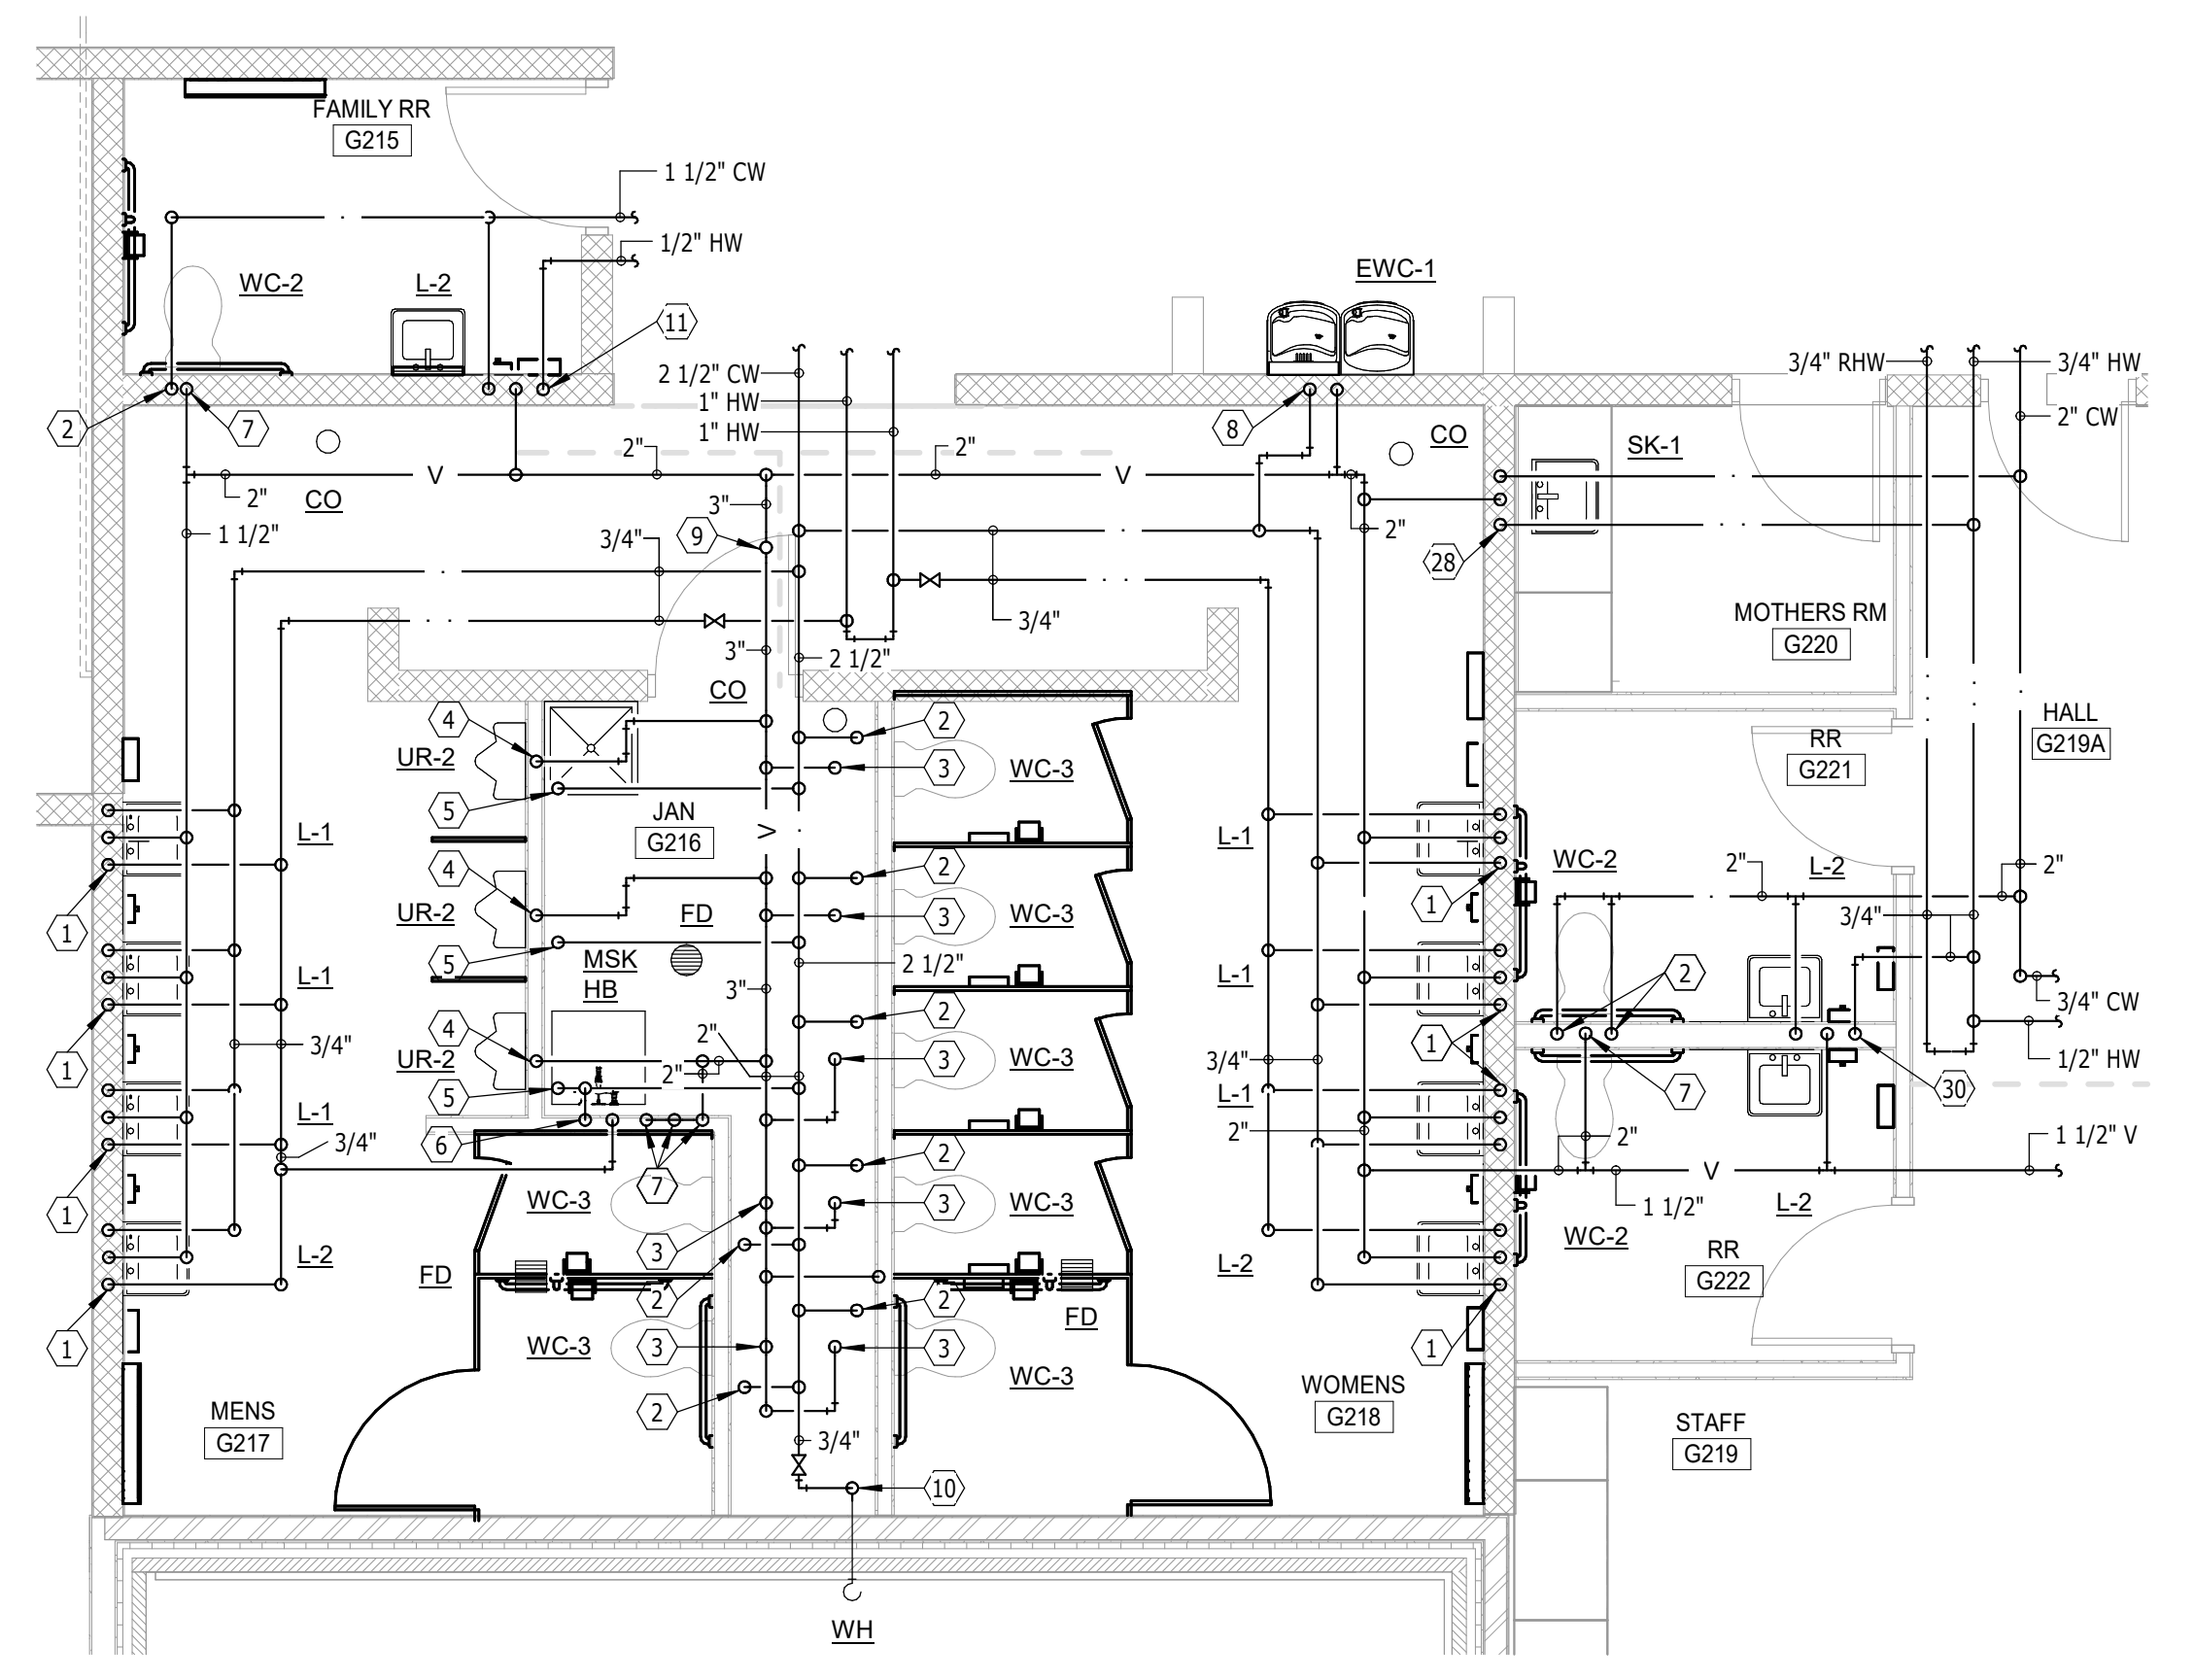 FAMILY RR
G215
1 1/2" CW
1/2" HW
WC-2
L-2
EWC-1
11
2 1/2" CW
1" HW
1" HW
3/4" RHW
3/4" HW
2" CW
2
7
8
CO
SK-1
2"
V
2"
V
2"
CO
3"
1 1/2"
9
3/4"
2"
28
3/4"
MOTHERS RM
G220
3"
2 1/2"
CO
4
UR-2
2
3
WC-3
5
JAN
G216
HALL
G219A
RR
G221
V
L-1
L-1
4
UR-2
2
3
WC-3
FD
WC-2
2"
L-2
2"
1
1
3/4"
5
MSK
HB
2 1/2"
L-1
L-1
3"
2
3/4" CW
4
UR-2
2"
2
3
WC-3
3/4"
1
1
3/4"
1/2" HW
2"
5
7
30
L-1
L-1
3/4"
2"
6
2
2"
1 1/2" V
7
V
1
WC-3
3
WC-3
1 1/2"
L-2
WC-2
L-2
3
L-2
RR
G222
FD
2
2
FD
1
WC-3
3
3
WC-3
1
2
MENS
G217
WOMENS
G218
3/4"
STAFF
G219
10
WH